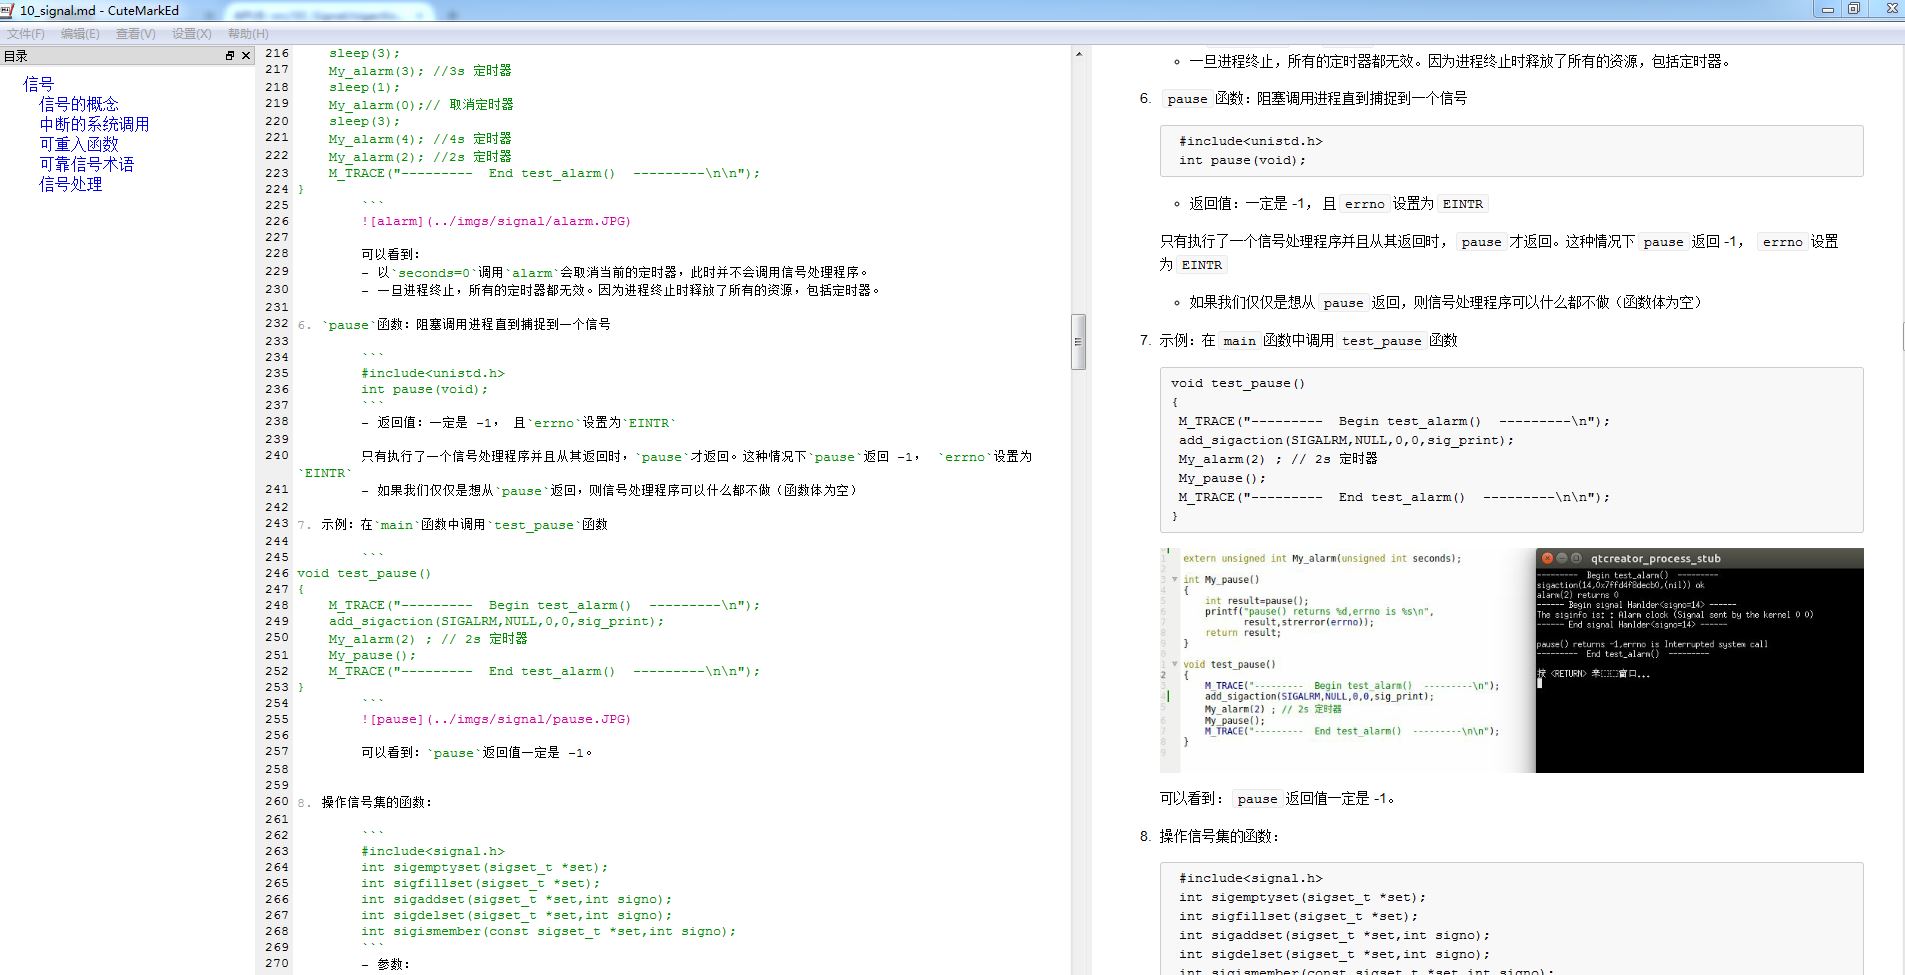 10_signal.md - CuteMarkEd
文件(F) 编辑(E) 查看(V) 设置(X) 帮助(H)
目录
信号
信号的概念
中断的系统调用
可重入函数
可靠信号术语
信号处理
216 sleep(3);
217 My_alarm(3); //3s 定时器
218 sleep(1);
219 My_alarm(0);// 取消定时器
220 sleep(3);
221 My_alarm(4); //4s 定时器
222 My_alarm(2); //2s 定时器
223 M_TRACE("---------  End test_alarm()  ---------\n\n");
224 }
225 ```
226 ![alarm](../imgs/signal/alarm.JPG)
227
228 可以看到:
229 - 以`seconds=0`调用`alarm`会取消当前的定时器，此时并不会调用信号处理程序。
230 - 一旦进程终止，所有的定时器都无效。因为进程终止时释放了所有的资源，包括定时器。
231
232 6. `pause`函数：阻塞调用进程直到捕捉到一个信号
233
234 ```
235 #include<unistd.h>
236 int pause(void);
237 ```
238 - 返回值：一定是 -1， 且`errno`设置为`EINTR`
239
240 只有执行了一个信号处理程序并且从其返回时，`pause`才返回。这种情况下`pause`返回 -1， `errno`设置为
`EINTR`
241 - 如果我们仅仅是想从`pause`返回，则信号处理程序可以什么都不做（函数体为空）
242
243 7. 示例：在`main`函数中调用`test_pause`函数
244
245 ```
246 void test_pause()
247 {
248 M_TRACE("---------  Begin test_alarm()  ---------\n");
249 add_sigaction(SIGALRM,NULL,0,0,sig_print);
250 My_alarm(2) ; // 2s 定时器
251 My_pause();
252 M_TRACE("---------  End test_alarm()  ---------\n\n");
253 }
254 ```
255 ![pause](../imgs/signal/pause.JPG)
256
257 可以看到：`pause`返回值一定是 -1。
258
259
260 8. 操作信号集的函数：
261
262 ```
263 #include<signal.h>
264 int sigemptyset(sigset_t *set);
265 int sigfillset(sigset_t *set);
266 int sigaddset(sigset_t *set,int signo);
267 int sigdelset(sigset_t *set,int signo);
268 int sigismember(const sigset_t *set,int signo);
269 ```
270 - 参数：
一旦进程终止，所有的定时器都无效。因为进程终止时释放了所有的资源，包括定时器。
6. pause 函数：阻塞调用进程直到捕捉到一个信号
#include<unistd.h>
int pause(void);
返回值：一定是 -1， 且 errno 设置为 EINTR
只有执行了一个信号处理程序并且从其返回时， pause 才返回。这种情况下 pause 返回 -1， errno 设置
为 EINTR
如果我们仅仅是想从 pause 返回，则信号处理程序可以什么都不做（函数体为空）
7. 示例：在 main 函数中调用 test_pause 函数
void test_pause()
{
M_TRACE("---------  Begin test_alarm()  ---------\n");
add_sigaction(SIGALRM,NULL,0,0,sig_print);
My_alarm(2) ; // 2s 定时器
My_pause();
M_TRACE("---------  End test_alarm()  ---------\n\n");
}
extern unsigned int My_alarm(unsigned int seconds);
int My_pause()
{
int result=pause();
printf("pause() returns %d,errno is %s\n",
result,strerror(errno));
return result;
}
void test_pause()
{
M_TRACE("---------  Begin test_alarm()  ---------\n");
add_sigaction(SIGALRM,NULL,0,0,sig_print);
My_alarm(2) ; // 2s 定时器
My_pause();
M_TRACE("---------  End test_alarm()  ---------\n\n");
}
qtcreator_process_stub
---------  Begin test_alarm()  ---------
sigaction(14,0x7ffd4f8decb0,(nil)) ok
alarm(2) returns 0
------ Begin signal Hanlder<signo=14> ------
The siginfo is: : Alarm clock (Signal sent by the kernel 0 0)
------ End signal Hanlder<signo=14> ------
pause() returns -1,errno is Interrupted system call
---------  End test_alarm()  ---------
按 <RETURN> 来窗口...
可以看到： pause 返回值一定是 -1。
8. 操作信号集的函数：
#include<signal.h>
int sigemptyset(sigset_t *set);
int sigfillset(sigset_t *set);
int sigaddset(sigset_t *set,int signo);
int sigdelset(sigset_t *set,int signo);
int sigismember(const sigset_t *set,int signo);